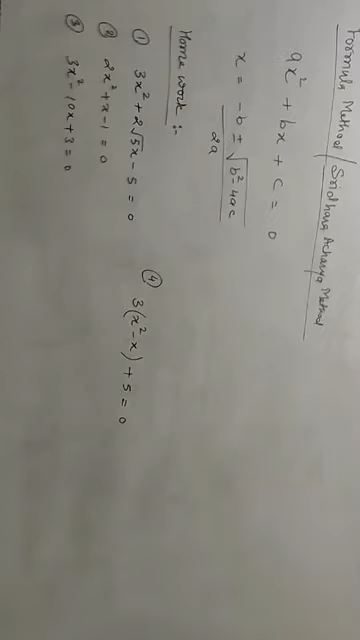 Formula Method / Sridhara Acharya Method
ax² + bx + c = 0
x = -b ± √b²-4ac
2a
Home work :-
① 3x² + 2√5x - 5 = 0
② 2x² + x - 1 = 0
③ 3x² - 10x + 3 = 0
④ 3(x² - x) + 5 = 0